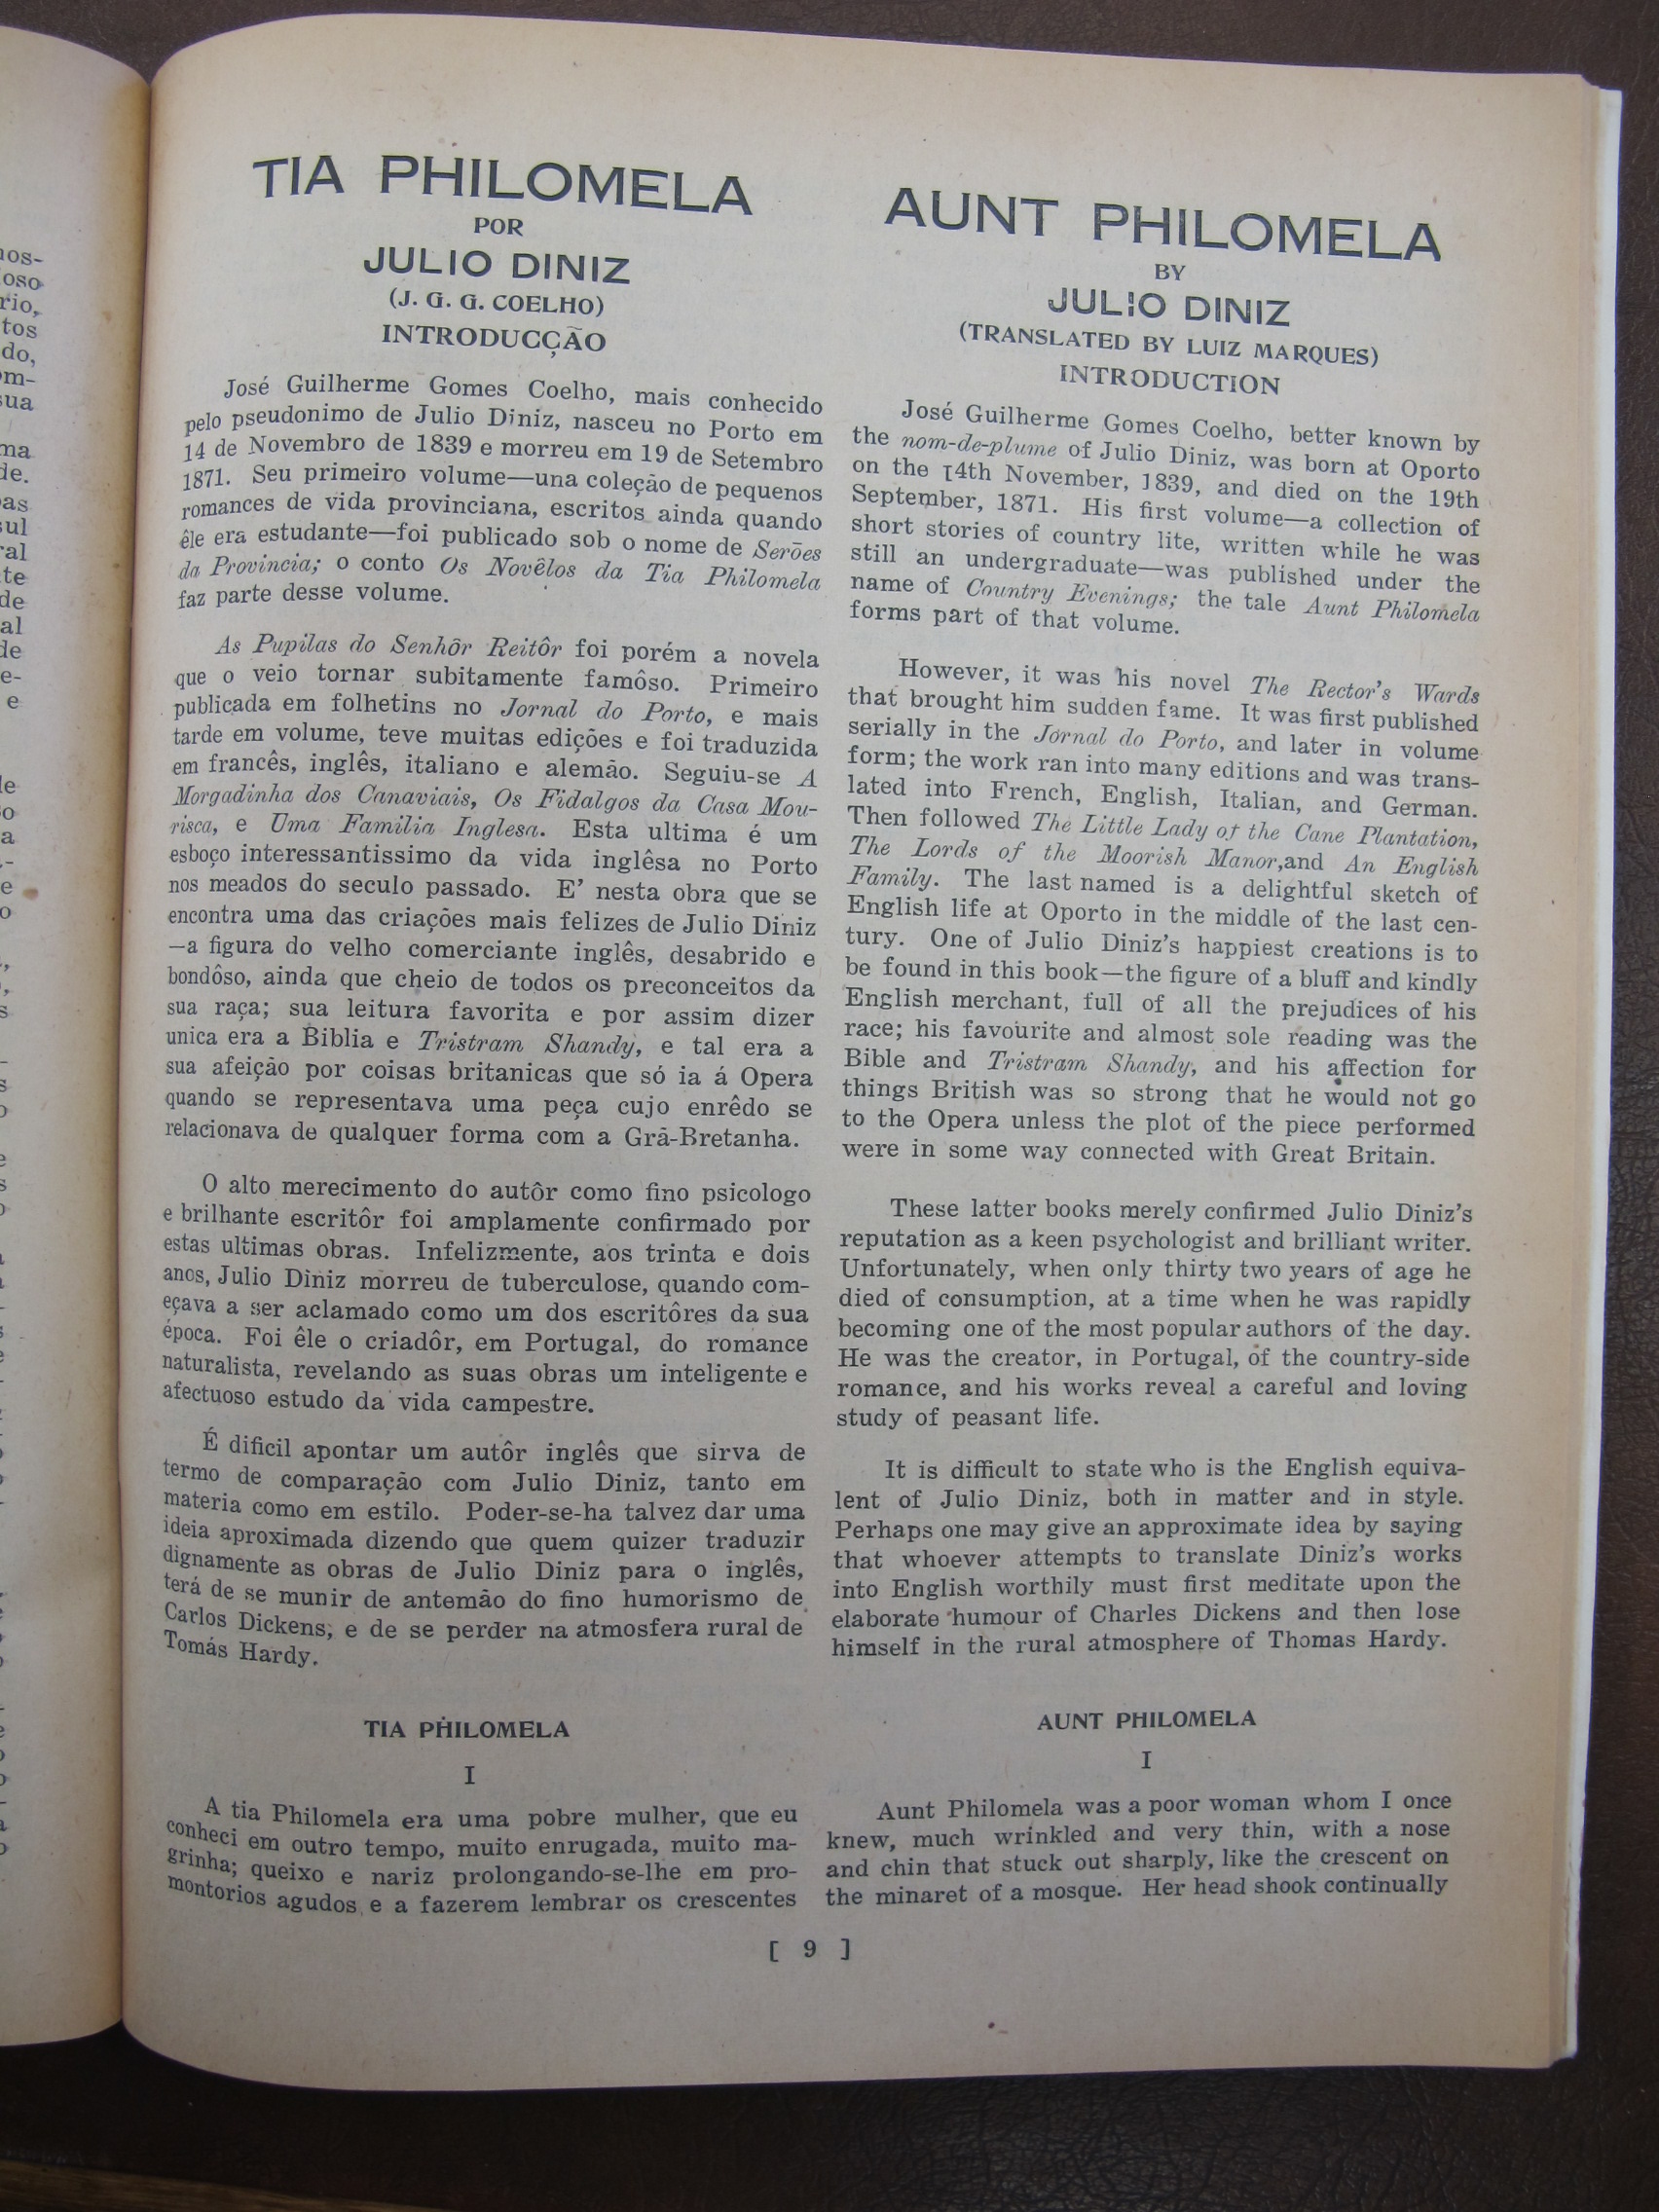 TIA PHILOMELA
POR
JULIO DINIZ
(J. G. G. COELHO)
INTRODUCÇÃO
José Guilherme Gomes Coelho, mais conhecido
pelo pseudonimo de Julio Diniz, nasceu no Porto em
14 de Novembro de 1839 e morreu em 19 de Setembro
1871. Seu primeiro volume—una coleção de pequenos
romances de vida provinciana, escritos ainda quando
êle era estudante—foi publicado sob o nome de Serões
da Provincia; o conto Os Novêlos da Tia Philomela
faz parte desse volume.
As Pupilas do Senhôr Reitôr foi porém a novela
que o veio tornar subitamente famôso. Primeiro
publicada em folhetins no Jornal do Porto, e mais
tarde em volume, teve muitas edições e foi traduzida
em francês, inglês, italiano e alemão. Seguiu-se A
Morgadinha dos Canaviais, Os Fidalgos da Casa Mou-
risca, e Uma Familia Inglesa. Esta ultima é um
esboço interessantissimo da vida inglêsa no Porto
nos meados do seculo passado. E' nesta obra que se
encontra uma das criações mais felizes de Julio Diniz
—a figura do velho comerciante inglês, desabrido e
bondôso, ainda que cheio de todos os preconceitos da
sua raça; sua leitura favorita e por assim dizer
unica era a Biblia e Tristram Shandy, e tal era a
sua afeição por coisas britanicas que só ia á Opera
quando se representava uma peça cujo enrêdo se
relacionava de qualquer forma com a Grã-Bretanha.
O alto merecimento do autôr como fino psicologo
e brilhante escritôr foi amplamente confirmado por
estas ultimas obras. Infelizmente, aos trinta e dois
anos, Julio Diniz morreu de tuberculose, quando com-
eçava a ser aclamado como um dos escritôres da sua
época. Foi êle o criadôr, em Portugal, do romance
naturalista, revelando as suas obras um inteligente e
afectuoso estudo da vida campestre.
É dificil apontar um autôr inglês que sirva de
termo de comparação com Julio Diniz, tanto em
materia como em estilo. Poder-se-ha talvez dar uma
ideia aproximada dizendo que quem quizer traduzir
dignamente as obras de Julio Diniz para o inglês,
terá de se munir de antemão do fino humorismo de
Carlos Dickens, e de se perder na atmosfera rural de
Tomás Hardy.
TIA PHILOMELA
I
A tia Philomela era uma pobre mulher, que eu
conheci em outro tempo, muito enrugada, muito ma-
grinha; queixo e nariz prolongando-se-lhe em pro-
montorios agudos e a fazerem lembrar os crescentes
AUNT PHILOMELA
BY
JULIO DINIZ
(TRANSLATED BY LUIZ MARQUES)
INTRODUCTION
José Guilherme Gomes Coelho, better known by
the nom-de-plume of Julio Diniz, was born at Oporto
on the 14th November, 1839, and died on the 19th
September, 1871. His first volume—a collection of
short stories of country lite, written while he was
still an undergraduate—was published under the
name of Country Evenings; the tale Aunt Philomela
forms part of that volume.
However, it was his novel The Rector's Wards
that brought him sudden fame. It was first published
serially in the Jornal do Porto, and later in volume
form; the work ran into many editions and was trans-
lated into French, English, Italian, and German.
Then followed The Little Lady of the Cane Plantation,
The Lords of the Moorish Manor,and An English
Family. The last named is a delightful sketch of
English life at Oporto in the middle of the last cen-
tury. One of Julio Diniz's happiest creations is to
be found in this book—the figure of a bluff and kindly
English merchant, full of all the prejudices of his
race; his favourite and almost sole reading was the
Bible and Tristram Shandy, and his affection for
things British was so strong that he would not go
to the Opera unless the plot of the piece performed
were in some way connected with Great Britain.
These latter books merely confirmed Julio Diniz's
reputation as a keen psychologist and brilliant writer.
Unfortunately, when only thirty two years of age he
died of consumption, at a time when he was rapidly
becoming one of the most popular authors of the day.
He was the creator, in Portugal, of the country-side
romance, and his works reveal a careful and loving
study of peasant life.
It is difficult to state who is the English equiva-
lent of Julio Diniz, both in matter and in style.
Perhaps one may give an approximate idea by saying
that whoever attempts to translate Diniz's works
into English worthily must first meditate upon the
elaborate humour of Charles Dickens and then lose
himself in the rural atmosphere of Thomas Hardy.
AUNT PHILOMELA
I
Aunt Philomela was a poor woman whom I once
knew, much wrinkled and very thin, with a nose
and chin that stuck out sharply, like the crescent on
the minaret of a mosque. Her head shook continually
[ 9 ]